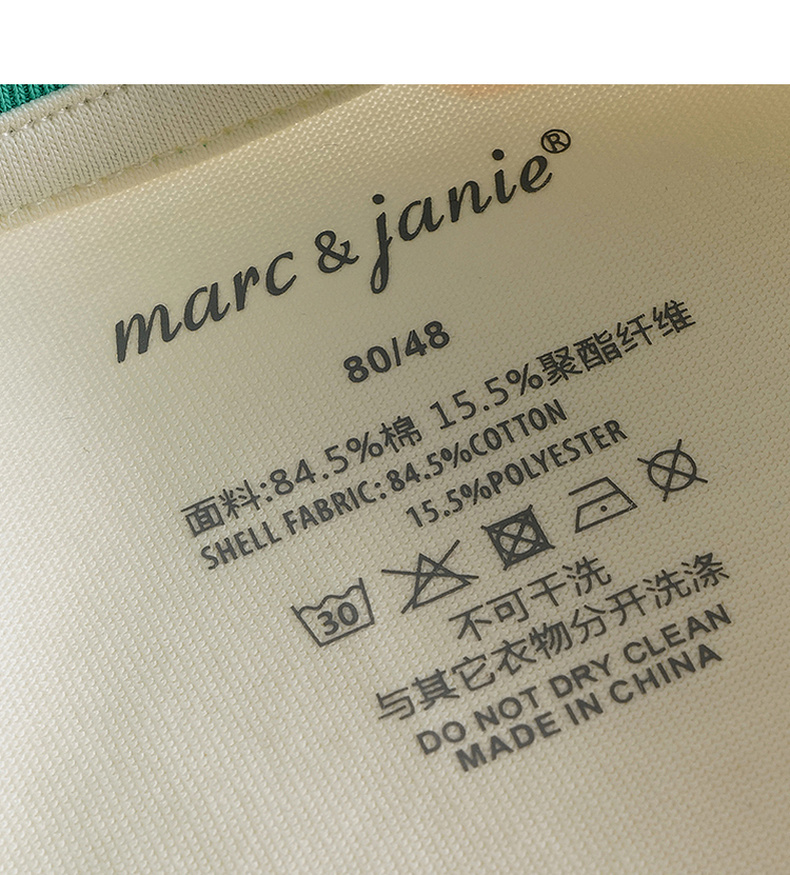 marc & janie®
80/48
面料:84.5%棉 15.5%聚酯纤维
SHELL FABRIC:84.5%COTTON
15.5%POLYESTER
30
不可干洗
与其它衣物分开洗涤
DO NOT DRY CLEAN
MADE IN CHINA